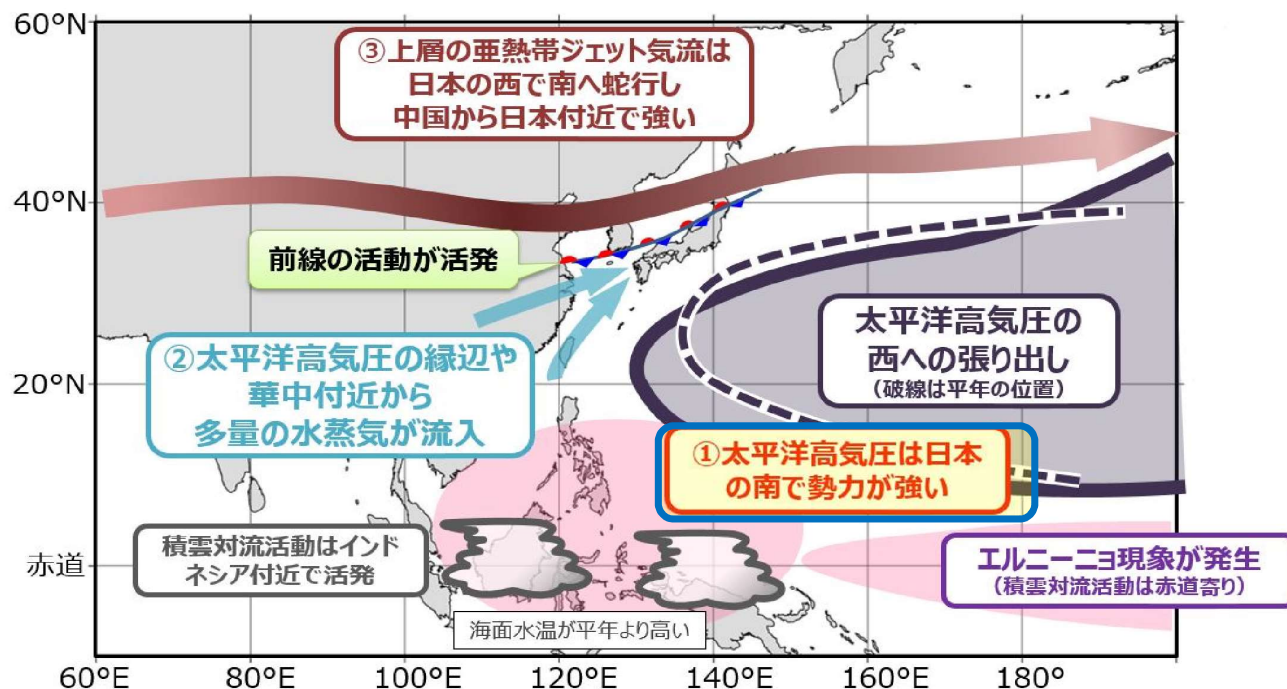 60°N
③上層の亜熱帯ジェット気流は
日本の西で南へ蛇行し
中国から日本付近で強い
40°N
前線の活動が活発
太平洋高気圧の
西への張り出し
（破線は平年の位置）
②太平洋高気圧の縁辺や
華中付近から
多量の水蒸気が流入
20°N
①太平洋高気圧は日本
の南で勢力が強い
積雲対流活動はインド
ネシア付近で活発
赤道
エルニーニョ現象が発生
（積雲対流活動は赤道寄り）
海面水温が平年より高い
60°E 80°E 100°E 120°E 140°E 160°E 180°